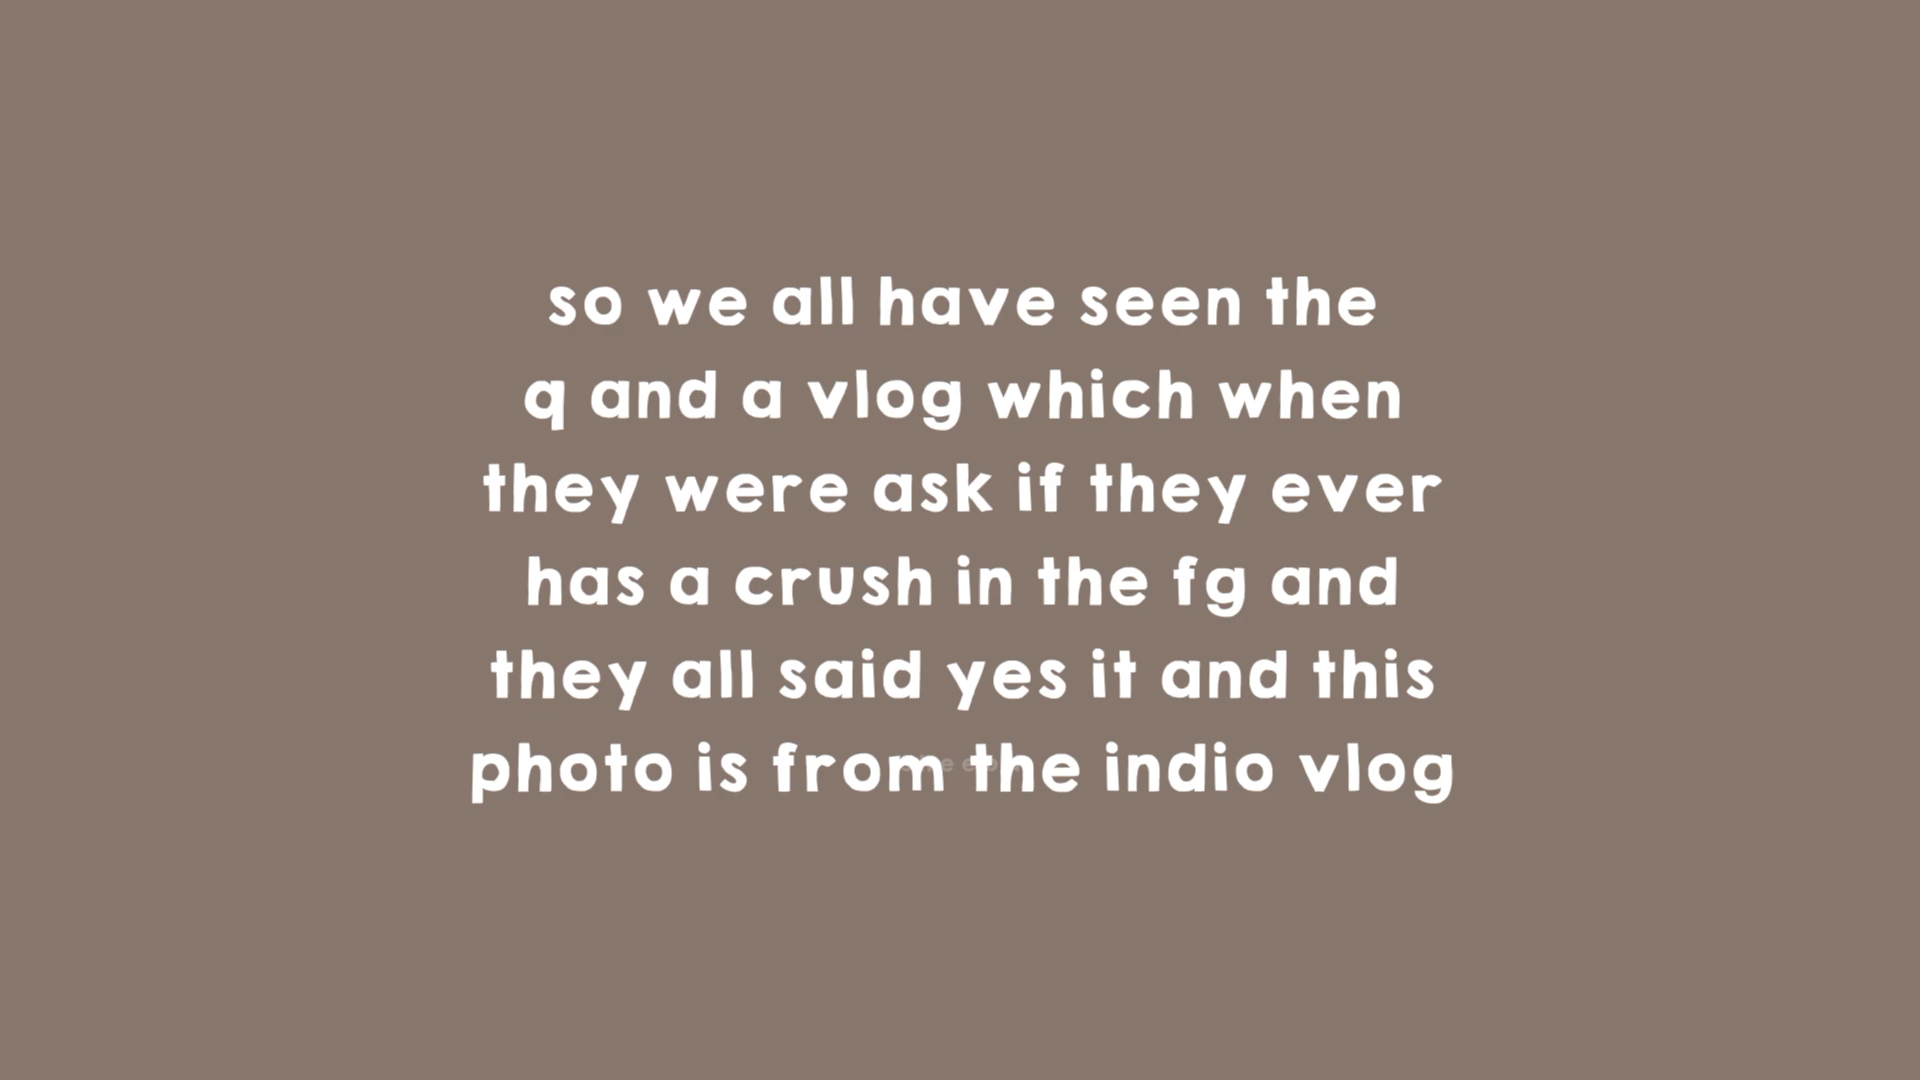 so we all have seen the
q and a vlog which when
they were ask if they ever
has a crush in the fg and
they all said yes it and this
photo is from the indio vlog